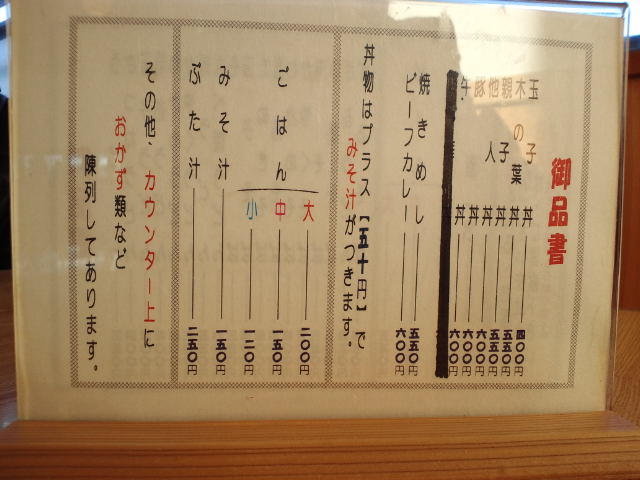 御品書
玉子丼 四〇〇円
木の葉丼 五五〇円
親子丼 五五〇円
他人丼 六〇〇円
豚丼 六〇〇円
牛丼 六〇〇円
焼きめし 五五〇円
ビーフカレー 六〇〇円
丼物はプラス【五十円】で
みそ汁がつきます。
ごはん
大 二〇〇円
中 一五〇円
小 一二〇円
みそ汁 一五〇円
ぶた汁 二五〇円
その他、カウンター上に
おかず類など
陳列してあります。